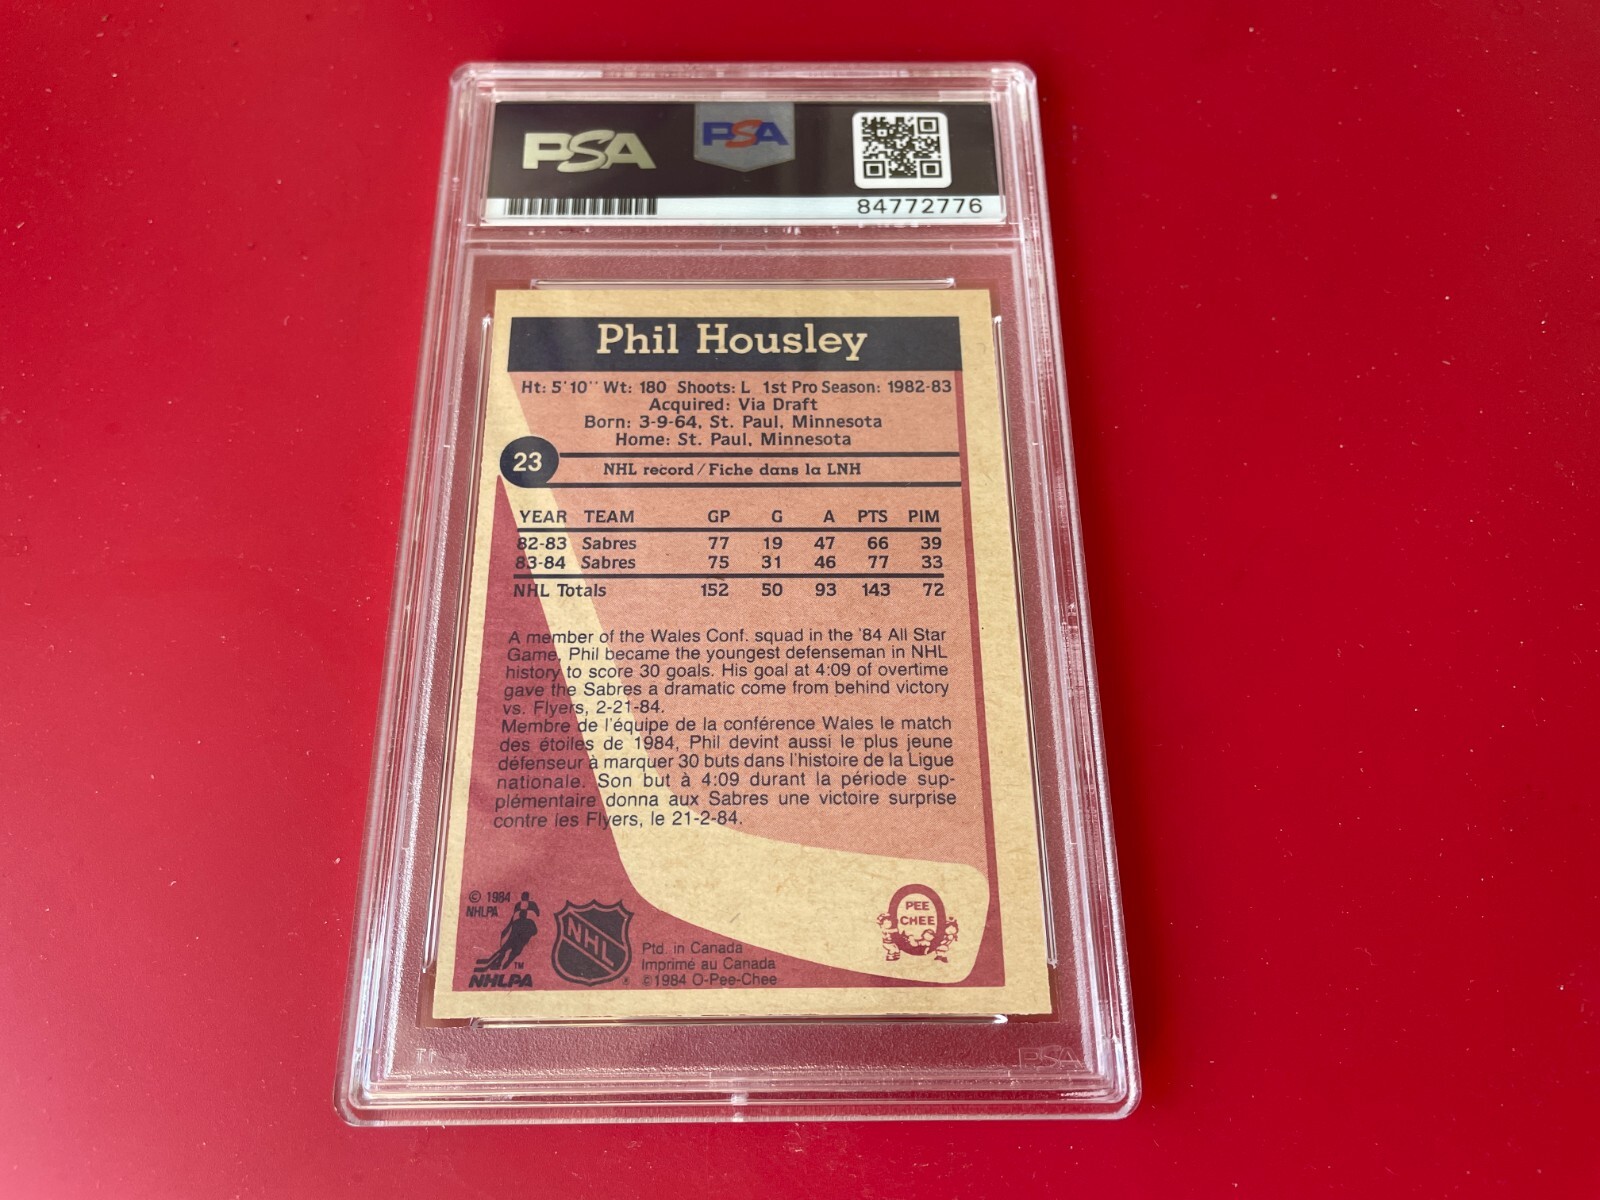 PSA PSA
84772776
Phil Housley
Ht: 5'10" Wt: 180 Shoots: L 1st Pro Season: 1982-83
Acquired: Via Draft
Born: 3-9-64, St. Paul, Minnesota
Home: St. Paul, Minnesota
23 NHL record/Fiche dans la LNH
YEAR TEAM GP G A PTS PIM
82-83 Sabres 77 19 47 66 39
83-84 Sabres 75 31 46 77 33
NHL Totals 152 50 93 143 72
A member of the Wales Conf. squad in the '84 All Star
Game, Phil became the youngest defenseman in NHL
history to score 30 goals. His goal at 4:09 of overtime
gave the Sabres a dramatic come from behind victory
vs. Flyers, 2-21-84.
Membre de l'équipe de la conférence Wales le match
des étoiles de 1984, Phil devint aussi le plus jeune
défenseur à marquer 30 buts dans l'histoire de la Ligue
nationale. Son but à 4:09 durant la période sup-
plémentaire donna aux Sabres une victoire surprise
contre les Flyers, le 21-2-84.
© 1984
NHLPA
TM
NHLPA
NHL
®
Ptd. in Canada
Imprimé au Canada
©1984 O-Pee-Chee
PEE
CHEE
PSA